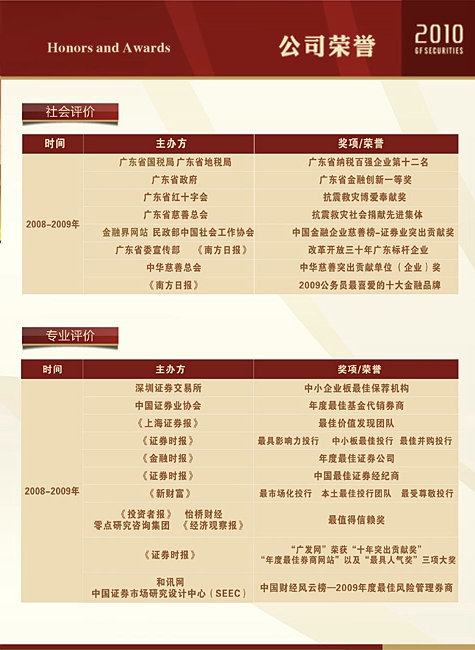 Honors and Awards
公司荣誉
2010
GF SECURITIES
社会评价
时间 主办方 奖项/荣誉
2008-2009年
广东省国税局 广东省地税局 广东省纳税百强企业第十二名
广东省政府 广东省金融创新一等奖
广东省红十字会 抗震救灾博爱奉献奖
广东省慈善总会 抗震救灾社会捐献先进集体
金融界网站 民政部中国社会工作协会 中国金融企业慈善榜-证券业突出贡献奖
广东省委宣传部 《南方日报》 改革开放三十年广东标杆企业
中华慈善总会 中华慈善突出贡献单位（企业）奖
《南方日报》 2009公务员最喜爱的十大金融品牌
专业评价
时间 主办方 奖项/荣誉
2008-2009年
深圳证券交易所 中小企业板最佳保荐机构
中国证券业协会 年度最佳基金代销券商
《上海证券报》 最佳价值发现团队
《证券时报》 最具影响力投行 中小板最佳投行 最佳并购投行
《金融时报》 年度最佳证券公司
《证券时报》 中国最佳证券经纪商
《新财富》 最市场化投行 本土最佳投行团队 最受尊敬投行
《投资者报》 怡桥财经
零点研究咨询集团 《经济观察报》 最值得信赖奖
《证券时报》 “广发网”荣获“十年突出贡献奖”
“年度最佳券商网站”以及“最具人气奖”三项大奖
和讯网
中国证券市场研究设计中心（SEEC） 中国财经风云榜—2009年度最佳风险管理券商